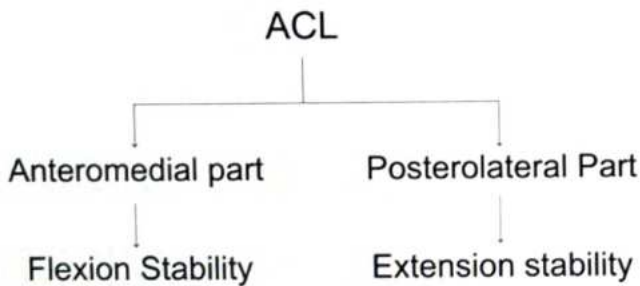 ACL
Anteromedial part
Posterolateral Part
Flexion Stability
Extension stability